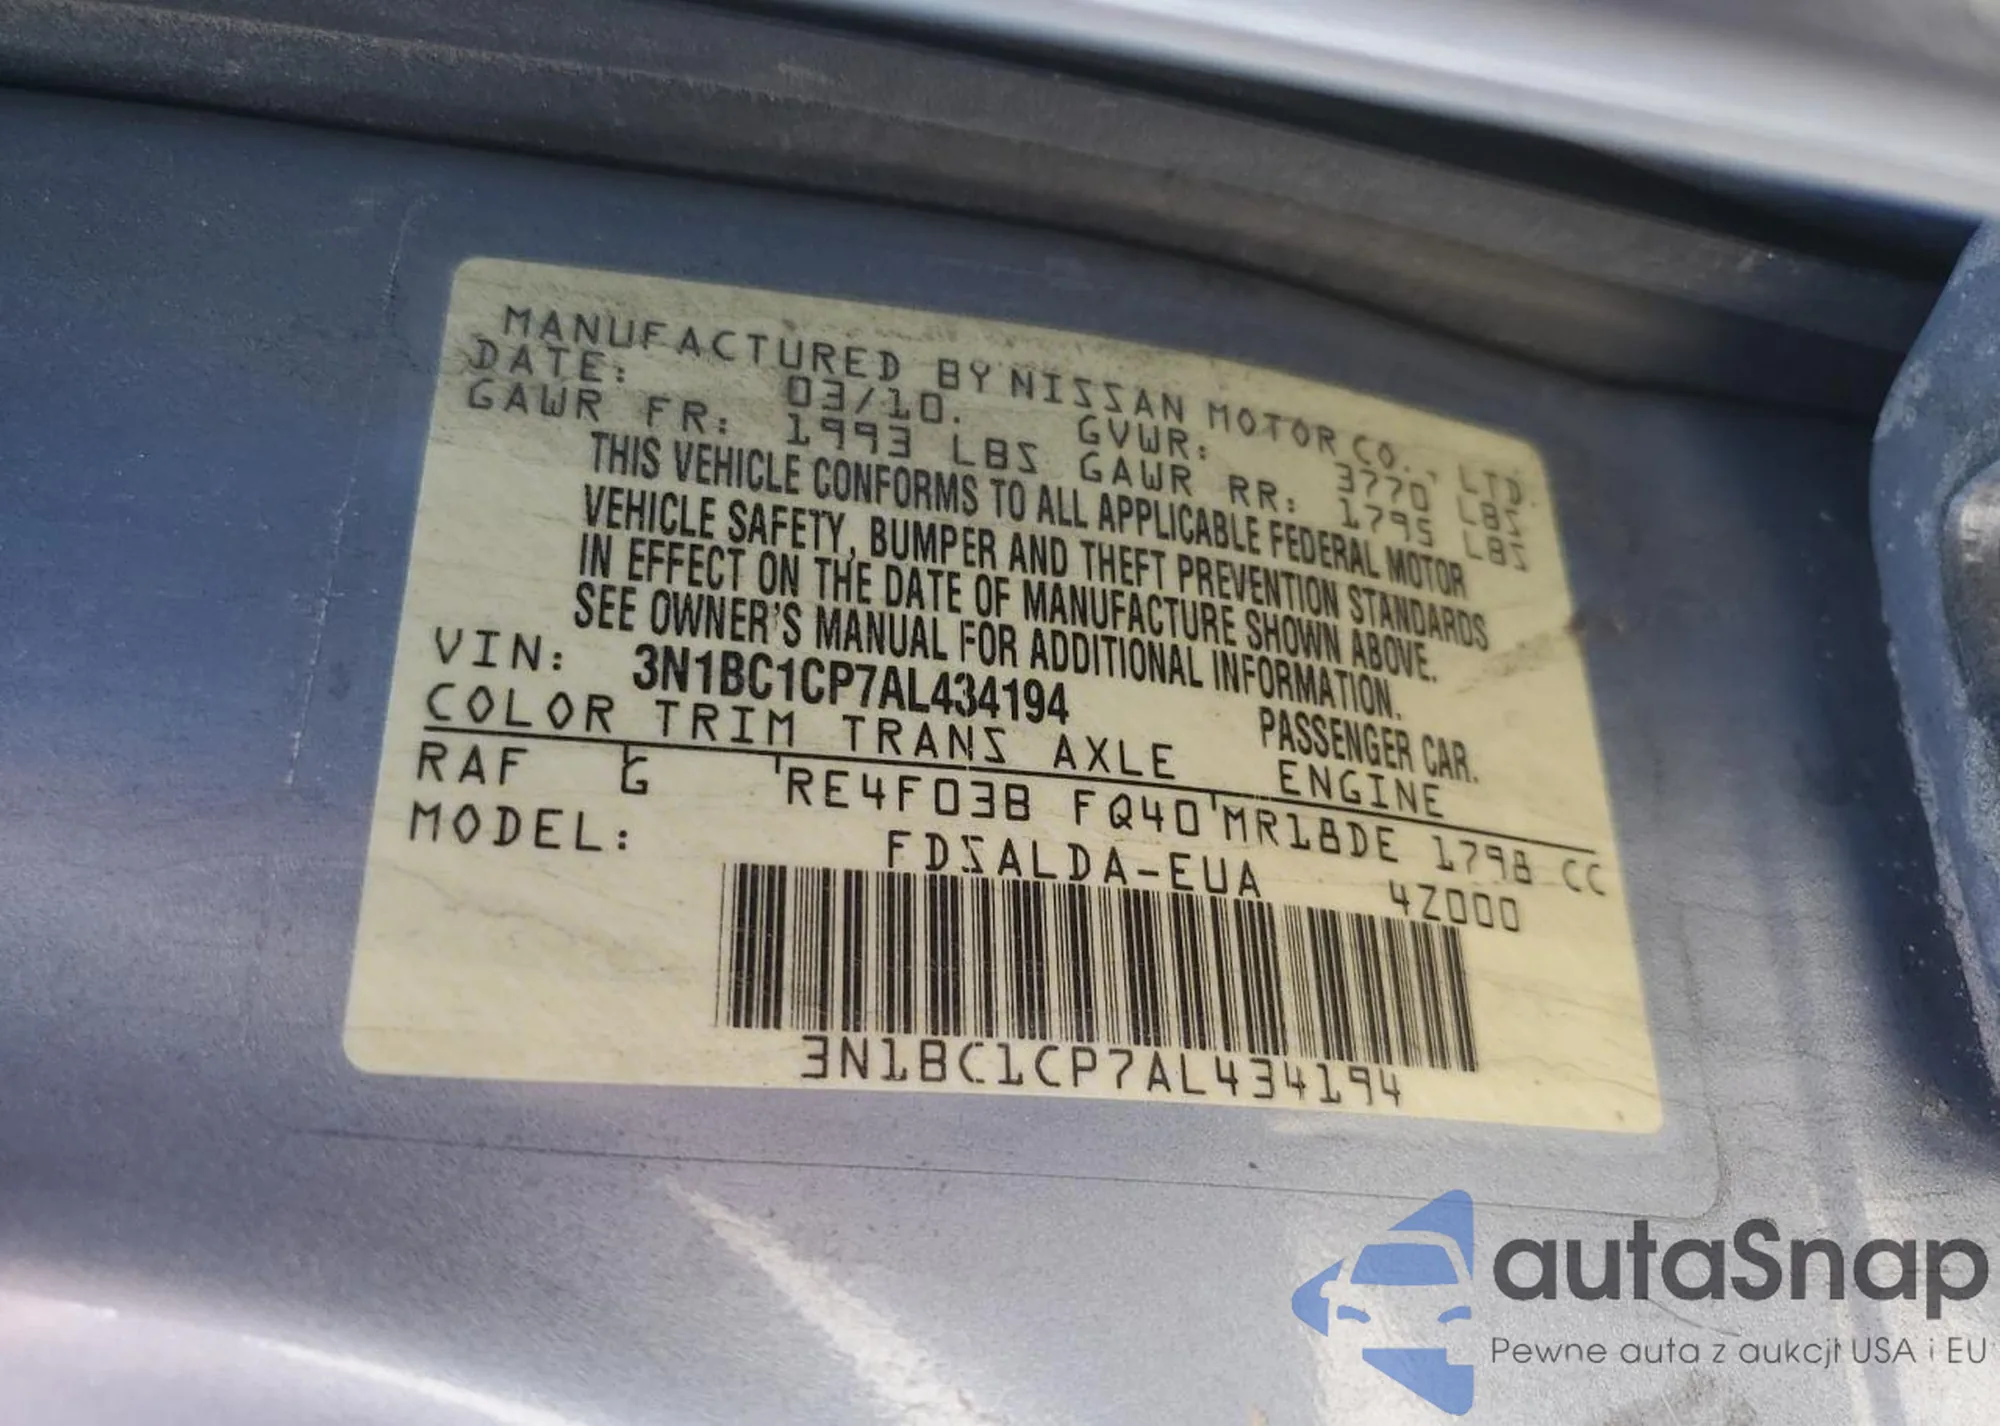 MANUFACTURED BY NISSAN MOTOR CO., LTD.
DATE: 03/10. GVWR: 3770 LBS
GAWR FR: 1993 LBS GAWR RR: 1795 LBS
THIS VEHICLE CONFORMS TO ALL APPLICABLE FEDERAL MOTOR
VEHICLE SAFETY, BUMPER AND THEFT PREVENTION STANDARDS
IN EFFECT ON THE DATE OF MANUFACTURE SHOWN ABOVE.
SEE OWNER'S MANUAL FOR ADDITIONAL INFORMATION.
VIN: 3N1BC1CP7AL434194 PASSENGER CAR.
COLOR TRIM TRANS AXLE ENGINE
RAF G RE4F03B FQ40 MR18DE 1798 CC
MODEL: FDSALDA-EUA 4Z000
3N1BC1CP7AL434194
autaSnap
Pewne auta z aukcji USA i EU